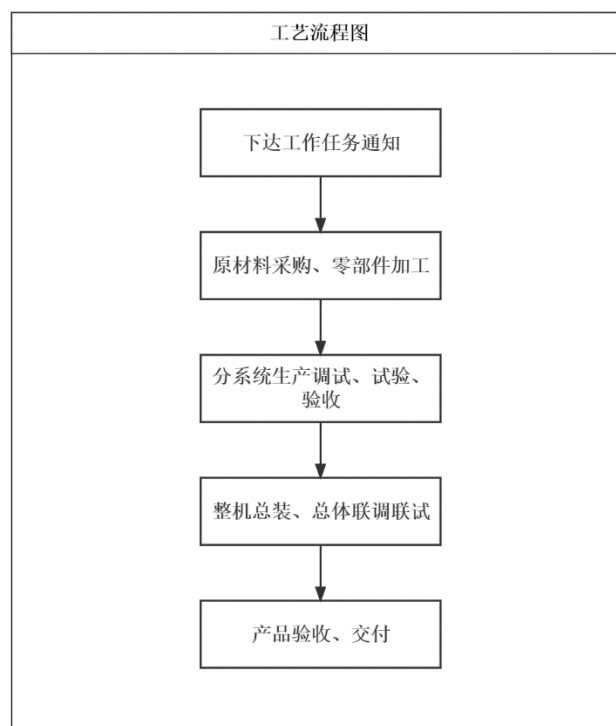 工艺流程图
下达工作任务通知
原材料采购、零部件加工
分系统生产调试、试验、
验收
整机总装、总体联调联试
产品验收、交付